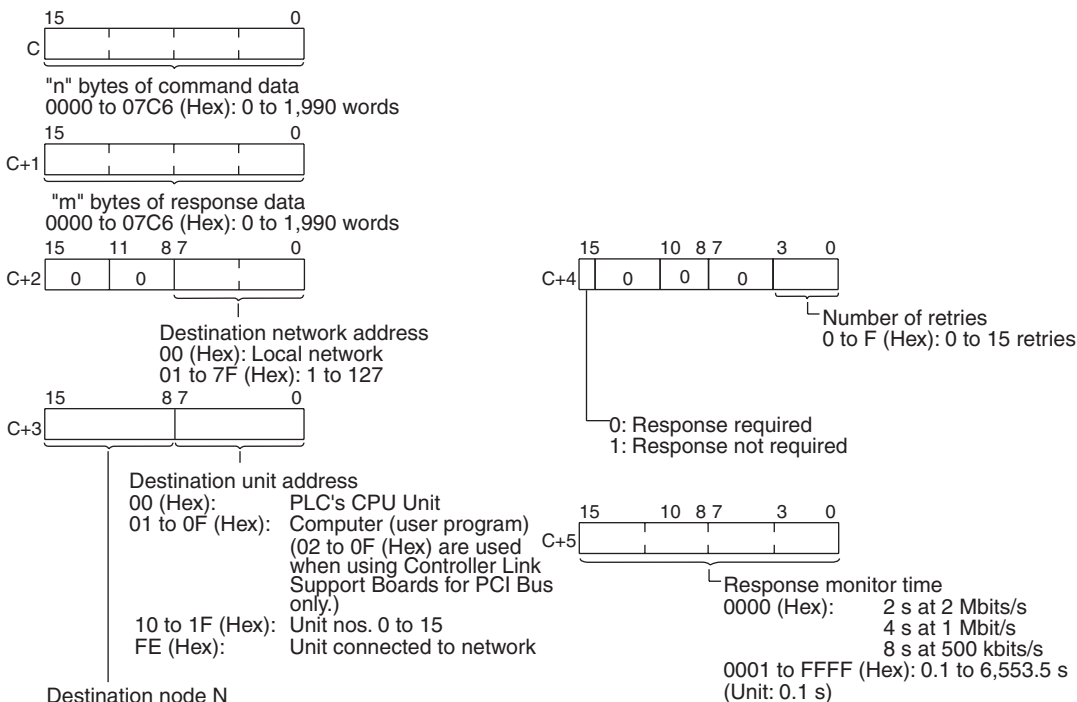 15 0
C
"n" bytes of command data
0000 to 07C6 (Hex): 0 to 1,990 words
15 0
C+1
"m" bytes of response data
0000 to 07C6 (Hex): 0 to 1,990 words
15 11 8 7 0
C+2 0 0
Destination network address
00 (Hex): Local network
01 to 7F (Hex): 1 to 127
15 8 7 0
C+3
Destination unit address
00 (Hex): PLC's CPU Unit
01 to 0F (Hex): Computer (user program)
(02 to 0F (Hex) are used
when using Controller Link
Support Boards for PCI Bus
only.)
10 to 1F (Hex): Unit nos. 0 to 15
FE (Hex): Unit connected to network
Destination node N
15 10 8 7 3 0
C+4 0 0 0
Number of retries
0 to F (Hex): 0 to 15 retries
0: Response required
1: Response not required
15 10 8 7 3 0
C+5
Response monitor time
0000 (Hex): 2 s at 2 Mbits/s
4 s at 1 Mbit/s
8 s at 500 kbits/s
0001 to FFFF (Hex): 0.1 to 6,553.5 s
(Unit: 0.1 s)